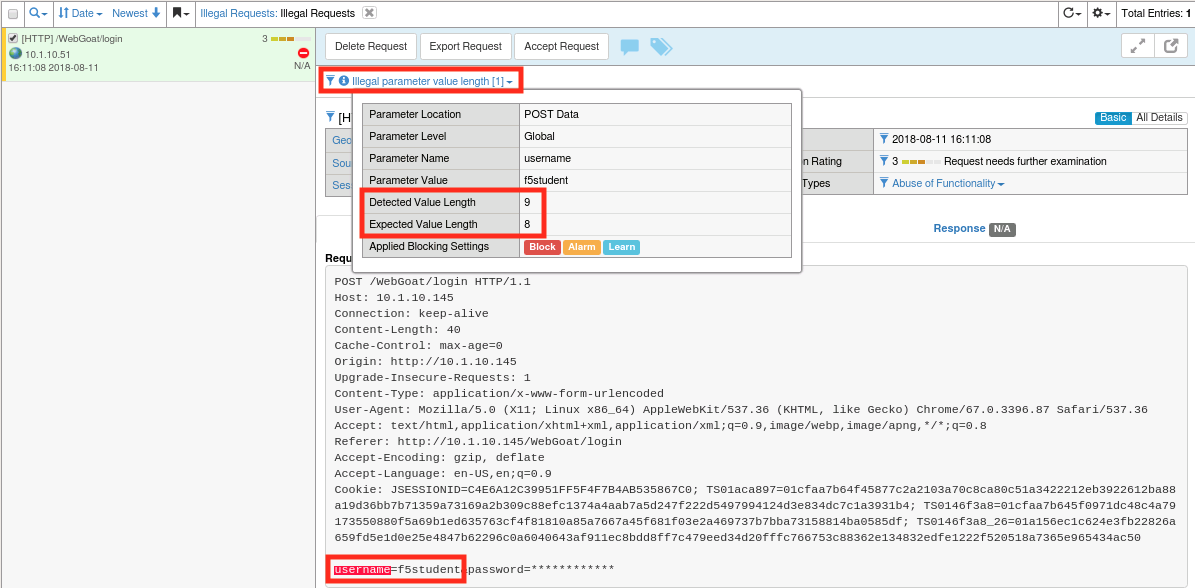 Date Newest Illegal Requests: Illegal Requests Total Entries: 1
[HTTP] /WebGoat/login 3
10.1.10.51
16:11:08 2018-08-11 N/A
Delete Request Export Request Accept Request
Illegal parameter value length [1]
Parameter Location POST Data
Parameter Level Global
Parameter Name username
Parameter Value f5student
Detected Value Length 9
Expected Value Length 8
Applied Blocking Settings Block Alarm Learn
[H
Basic All Details
Geo 2018-08-11 16:11:08
Sou n Rating 3 Request needs further examination
Ses Types Abuse of Functionality
Response N/A
Requ
POST /WebGoat/login HTTP/1.1
Host: 10.1.10.145
Connection: keep-alive
Content-Length: 40
Cache-Control: max-age=0
Origin: http://10.1.10.145
Upgrade-Insecure-Requests: 1
Content-Type: application/x-www-form-urlencoded
User-Agent: Mozilla/5.0 (X11; Linux x86_64) AppleWebKit/537.36 (KHTML, like Gecko) Chrome/67.0.3396.87 Safari/537.36
Accept: text/html,application/xhtml+xml,application/xml;q=0.9,image/webp,image/apng,*/*;q=0.8
Referer: http://10.1.10.145/WebGoat/login
Accept-Encoding: gzip, deflate
Accept-Language: en-US,en;q=0.9
Cookie: JSESSIONID=C4E6A12C39951FF5F4F7B4AB535867C0; TS01aca897=01cfaa7b64f45877c2a2103a70c8ca80c51a3422212eb3922612ba88
a19d36bb7b71359a73169a2b309c88efc1374a4aab7a5d247f222d5497994124d3e834dc7c1a3931b4; TS0146f3a8=01cfaa7b645f0971dc48c4a79
173550880f5a69b1ed635763cf4f81810a85a7667a45f681f03e2a469737b7bba73158814ba0585df; TS0146f3a8_26=01a156ec1c624e3fb22826a
659fd5e1d0e25e4847b62296c0a6040643af911ec8bdd8ff7c479eed34d20fffc766753c88362e134832edfe1222f520518a7365e965434ac50
username=f5student&password=************